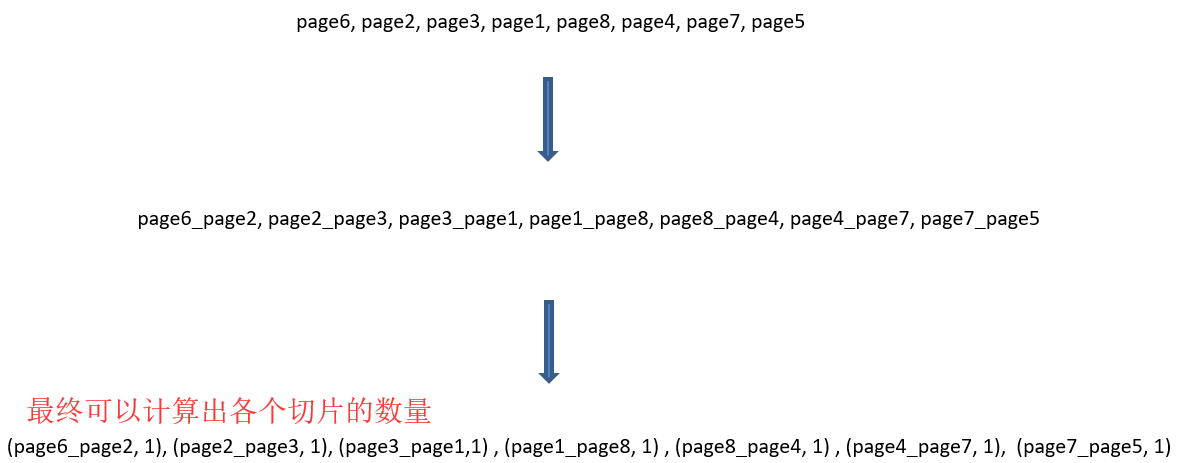 page6, page2, page3, page1, page8, page4, page7, page5
page6_page2, page2_page3, page3_page1, page1_page8, page8_page4, page4_page7, page7_page5
最终可以计算出各个切片的数量
(page6_page2, 1), (page2_page3, 1), (page3_page1,1) , (page1_page8, 1) , (page8_page4, 1) , (page4_page7, 1),  (page7_page5, 1)